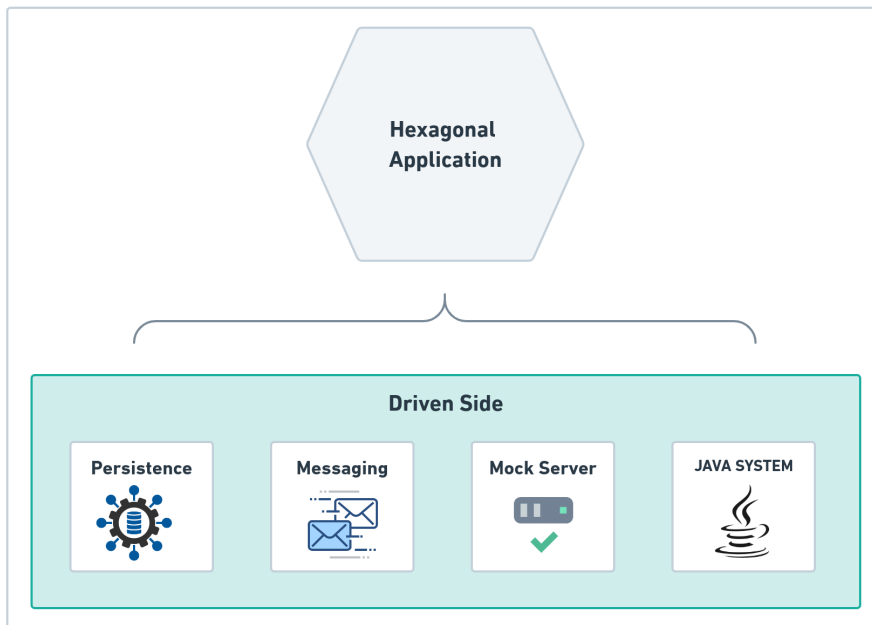 Hexagonal
Application
Driven Side
Persistence
Messaging
Mock Server
JAVA SYSTEM